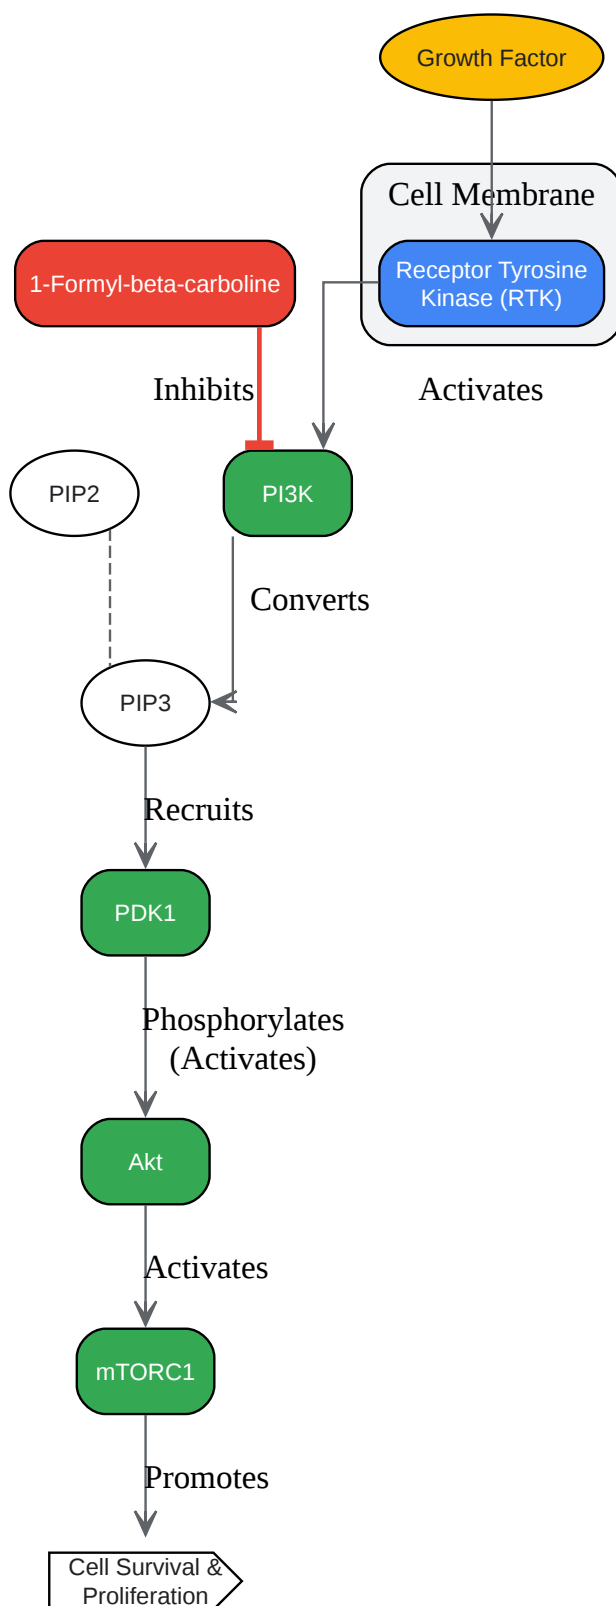 Growth Factor
Cell Membrane
Receptor Tyrosine
Kinase (RTK)
1-Formyl-beta-carboline
Inhibits
Activates
PIP2
PI3K
Converts
PIP3
Recruits
PDK1
Phosphorylates
(Activates)
Akt
Activates
mTORC1
Promotes
Cell Survival &
Proliferation